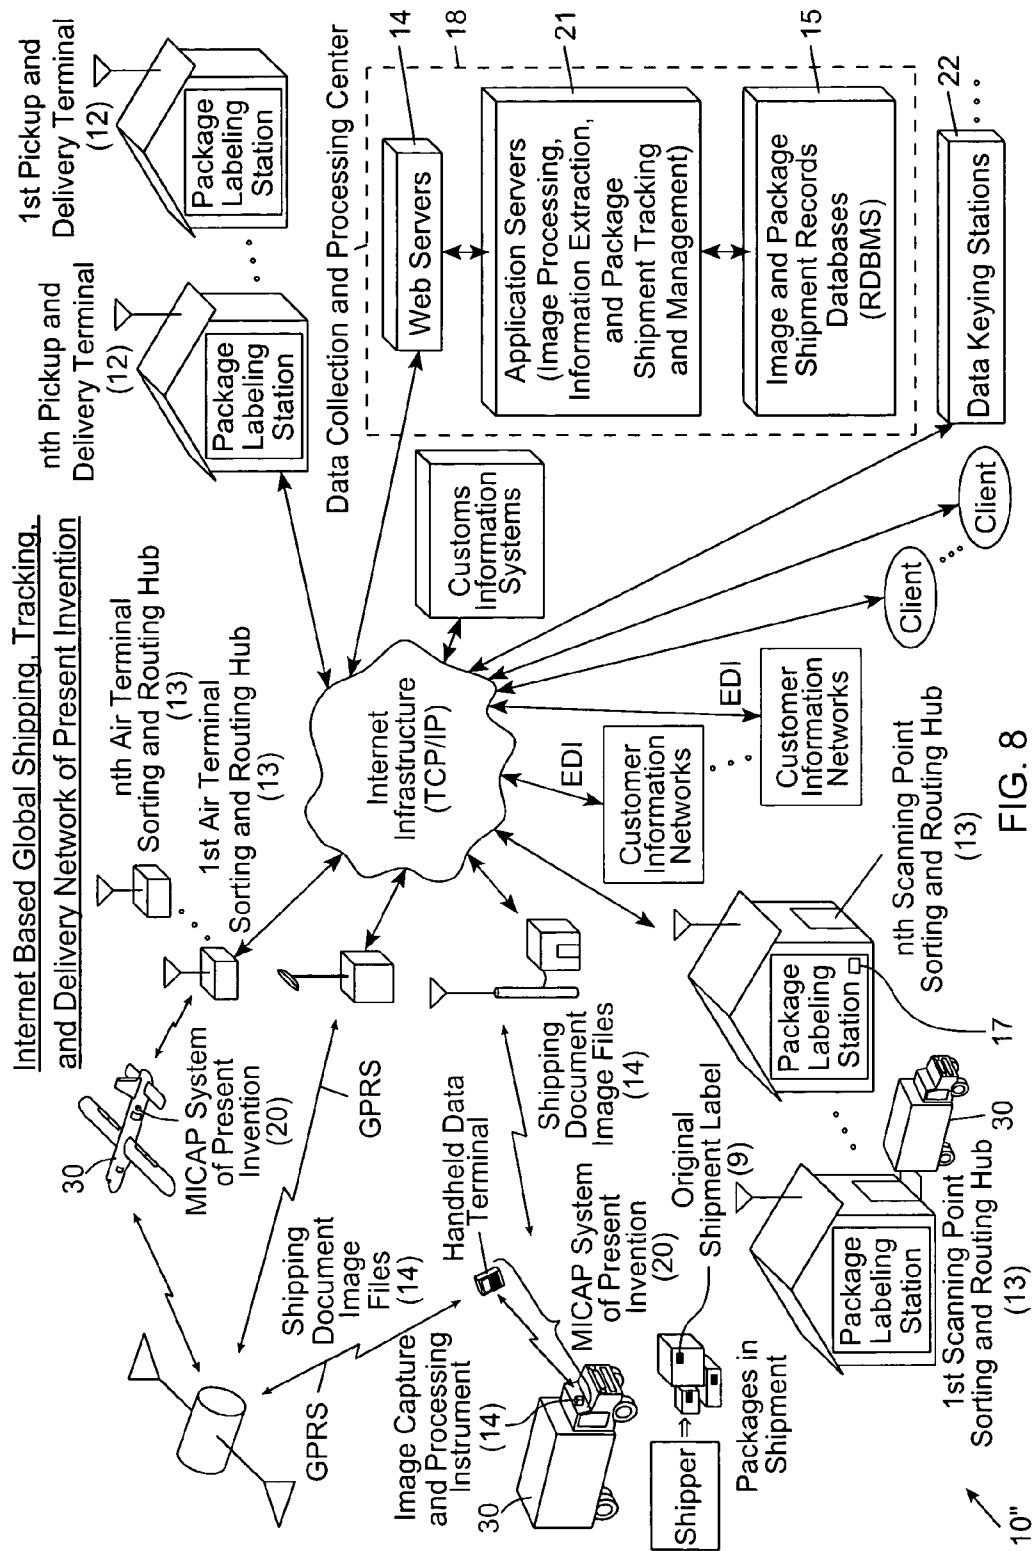 Internet Based Global Shipping, Tracking,
and Delivery Network of Present Invention
30
MICAP System
of Present
Invention
(20)
nth Air Terminal
Sorting and Routing Hub
(13)
1st Air Terminal
Sorting and Routing Hub
(13)
nth Pickup and
Delivery Terminal
(12)
Package
Labeling
Station
1st Pickup and
Delivery Terminal
(12)
Package
Labeling
Station
GPRS
GPRS
Shipping
Document
Image
Files
(14)
Internet
Infrastructure
(TCP/IP)
Data Collection and Processing Center
Web Servers
14
18
Application Servers
(Image Processing,
Information Extraction,
and Package
Shipment Tracking
and Management)
21
Image and Package
Shipment Records
Databases
(RDBMS)
15
Customs
Information
Systems
Data Keying Stations
22
Client
Client
EDI
Customer
Information
Networks
EDI
Customer
Information
Networks
Image Capture
and Processing
Instrument
(14)
Handheld Data
Terminal
30
MICAP System
of Present
Invention
(20)
Shipping
Document
Image Files
(14)
Shipper
Packages in
Shipment
Original
Shipment Label
(9)
Package
Labeling
Station
1st Scanning Point
Sorting and Routing Hub
(13)
30
Package
Labeling
Station
17
nth Scanning Point
Sorting and Routing Hub
(13)
10"
FIG. 8